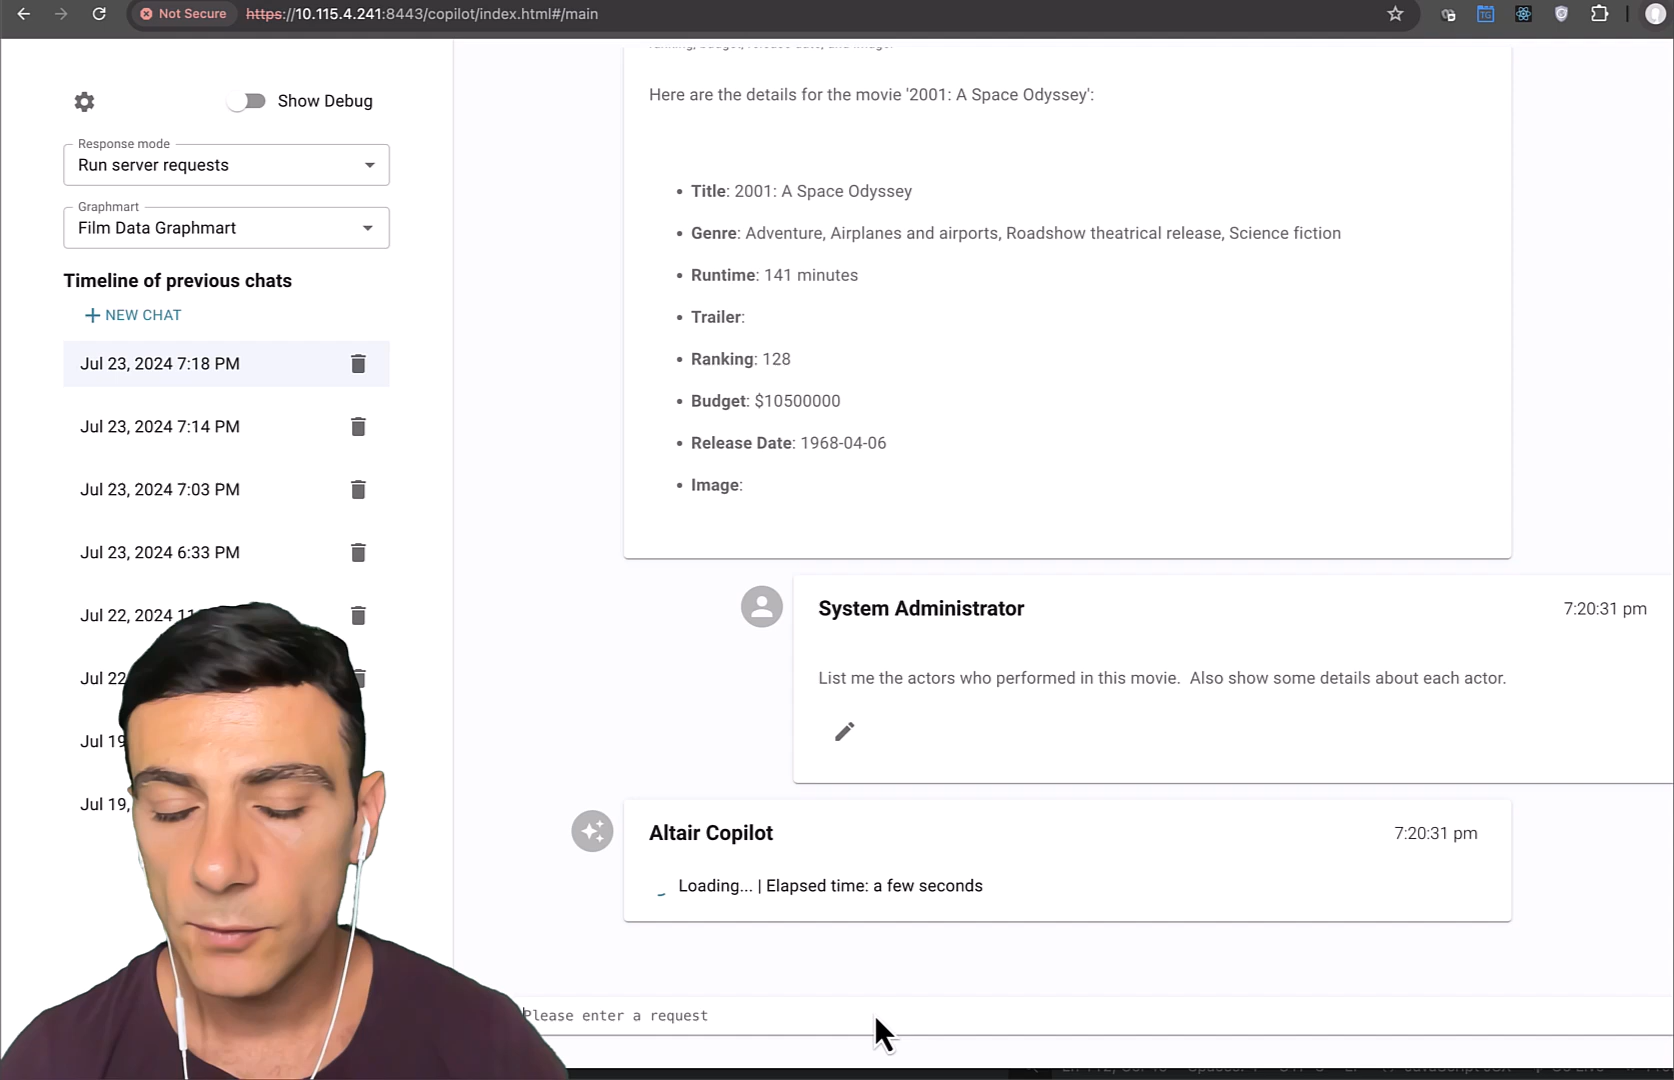 Not Secure https://10.115.4.241:8443/copilot/index.html#/main
TG
Show Debug
Response mode
Run server requests
Graphmart
Film Data Graphmart
Timeline of previous chats
+ NEW CHAT
Jul 23, 2024 7:18 PM
Jul 23, 2024 7:14 PM
Jul 23, 2024 7:03 PM
Jul 23, 2024 6:33 PM
Jul 22, 2024 11
Jul 22
Jul 19
Jul 19,
Here are the details for the movie '2001: A Space Odyssey':
• Title: 2001: A Space Odyssey
• Genre: Adventure, Airplanes and airports, Roadshow theatrical release, Science fiction
• Runtime: 141 minutes
• Trailer:
• Ranking: 128
• Budget: $10500000
• Release Date: 1968-04-06
• Image:
System Administrator 7:20:31 pm
List me the actors who performed in this movie. Also show some details about each actor.
Altair Copilot 7:20:31 pm
Loading... | Elapsed time: a few seconds
Please enter a request